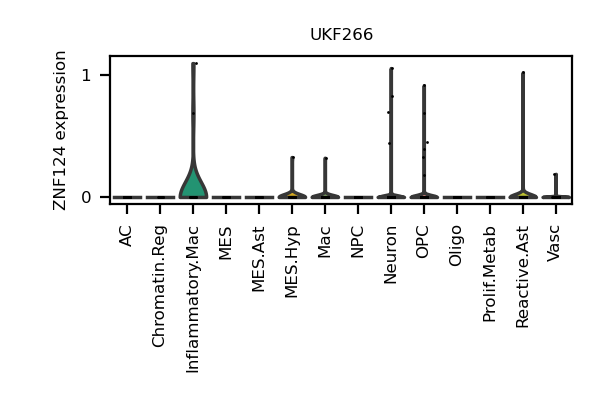 UKF266
ZNF124 expression
1
0
AC
Chromatin.Reg
Inflammatory.Mac
MES
MES.Ast
MES.Hyp
Mac
NPC
Neuron
OPC
Oligo
Prolif.Metab
Reactive.Ast
Vasc